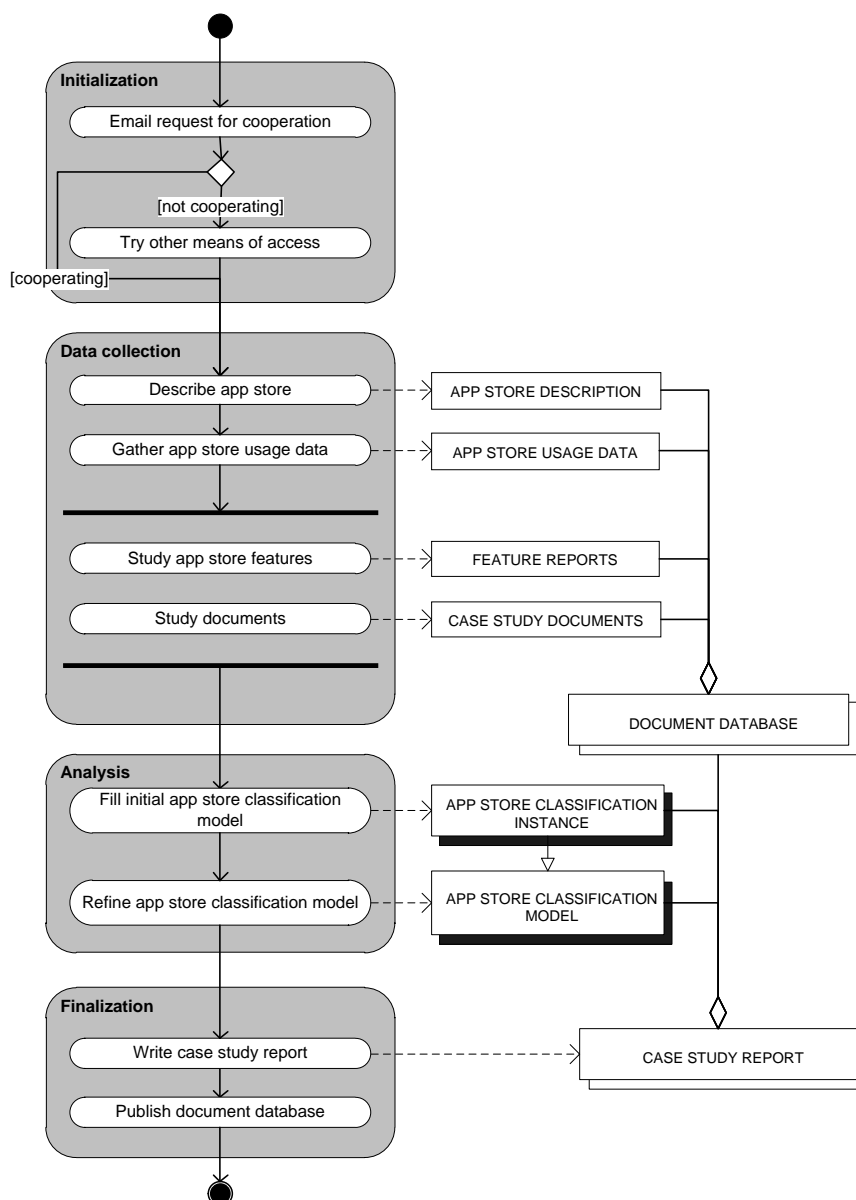 Initialization
Email request for cooperation
[not cooperating]
Try other means of access
[cooperating]
Data collection
Describe app store
APP STORE DESCRIPTION
Gather app store usage data
APP STORE USAGE DATA
Study app store features
FEATURE REPORTS
Study documents
CASE STUDY DOCUMENTS
DOCUMENT DATABASE
Analysis
Fill initial app store classification
model
APP STORE CLASSIFICATION
INSTANCE
Refine app store classification model
APP STORE CLASSIFICATION
MODEL
Finalization
Write case study report
CASE STUDY REPORT
Publish document database